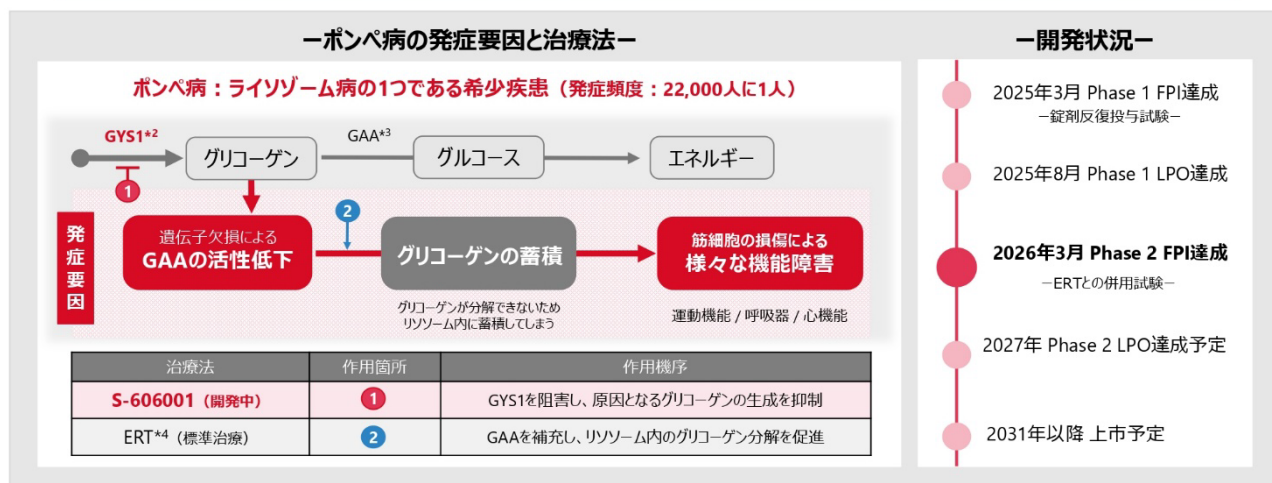 −ポンペ病の発症要因と治療法−
ポンペ病：ライソゾーム病の1つである希少疾患（発症頻度：22,000人に1人）
GYS1*2
GAA*3
グリコーゲン
グルコース
エネルギー
1
2
発症要因
遺伝子欠損による
GAAの活性低下
グリコーゲンの蓄積
筋細胞の損傷による
様々な機能障害
グリコーゲンが分解できないため
リソソーム内に蓄積してしまう
運動機能 / 呼吸器 / 心機能
治療法 作用箇所 作用機序
S-606001（開発中） 1 GYS1を阻害し、原因となるグリコーゲンの生成を抑制
ERT*4（標準治療） 2 GAAを補充し、リソソーム内のグリコーゲン分解を促進
−開発状況−
2025年3月 Phase 1 FPI達成
−錠剤反復投与試験−
2025年8月 Phase 1 LPO達成
2026年3月 Phase 2 FPI達成
−ERTとの併用試験−
2027年 Phase 2 LPO達成予定
2031年以降 上市予定